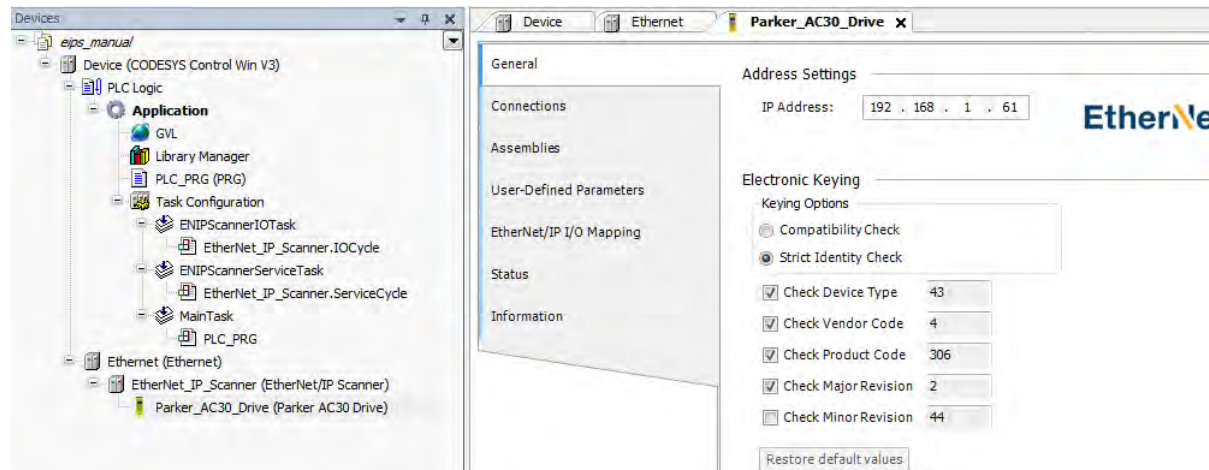 Devices
eips_manual
Device (CODESYS Control Win V3)
PLC Logic
Application
GVL
Library Manager
PLC_PRG (PRG)
Task Configuration
ENIPScannerIOTask
EtherNet_IP_Scanner.IOCycle
ENIPScannerServiceTask
EtherNet_IP_Scanner.ServiceCycle
MainTask
PLC_PRG
Ethernet (Ethernet)
EtherNet_IP_Scanner (EtherNet/IP Scanner)
Parker_AC30_Drive (Parker AC30 Drive)
Device Ethernet Parker_AC30_Drive
General
Connections
Assemblies
User-Defined Parameters
EtherNet/IP I/O Mapping
Status
Information
Address Settings
IP Address: 192 . 168 . 1 . 61
EtherNe
Electronic Keying
Keying Options
Compatibility Check
Strict Identity Check
Check Device Type 43
Check Vendor Code 4
Check Product Code 306
Check Major Revision 2
Check Minor Revision 44
Restore default values